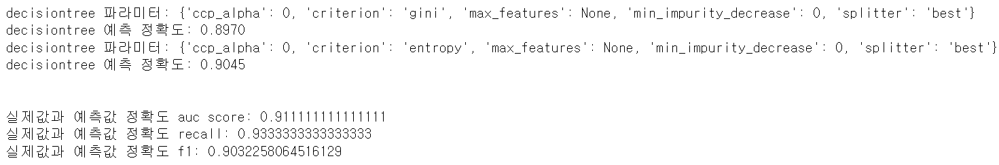 decisiontree 파라미터: {'ccp_alpha': 0, 'criterion': 'gini', 'max_features': None, 'min_impurity_decrease': 0, 'splitter': 'best'}
decisiontree 예측 정확도: 0.8970
decisiontree 파라미터: {'ccp_alpha': 0, 'criterion': 'entropy', 'max_features': None, 'min_impurity_decrease': 0, 'splitter': 'best'}
decisiontree 예측 정확도: 0.9045
실제값과 예측값 정확도 auc score: 0.911111111111111
실제값과 예측값 정확도 recall: 0.9333333333333333
실제값과 예측값 정확도 f1: 0.9032258064516129